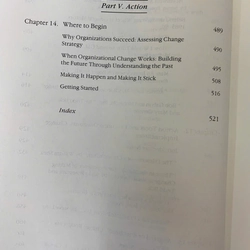 Part V. Action
Chapter 14. Where to Begin 489
Why Organizations Succeed: Assessing Change
Strategy 490
When Organizational Change Works: Building
the Future Through Understanding the Past 495
Making It Happen and Making It Stick 508
Getting Started 516
Index 521